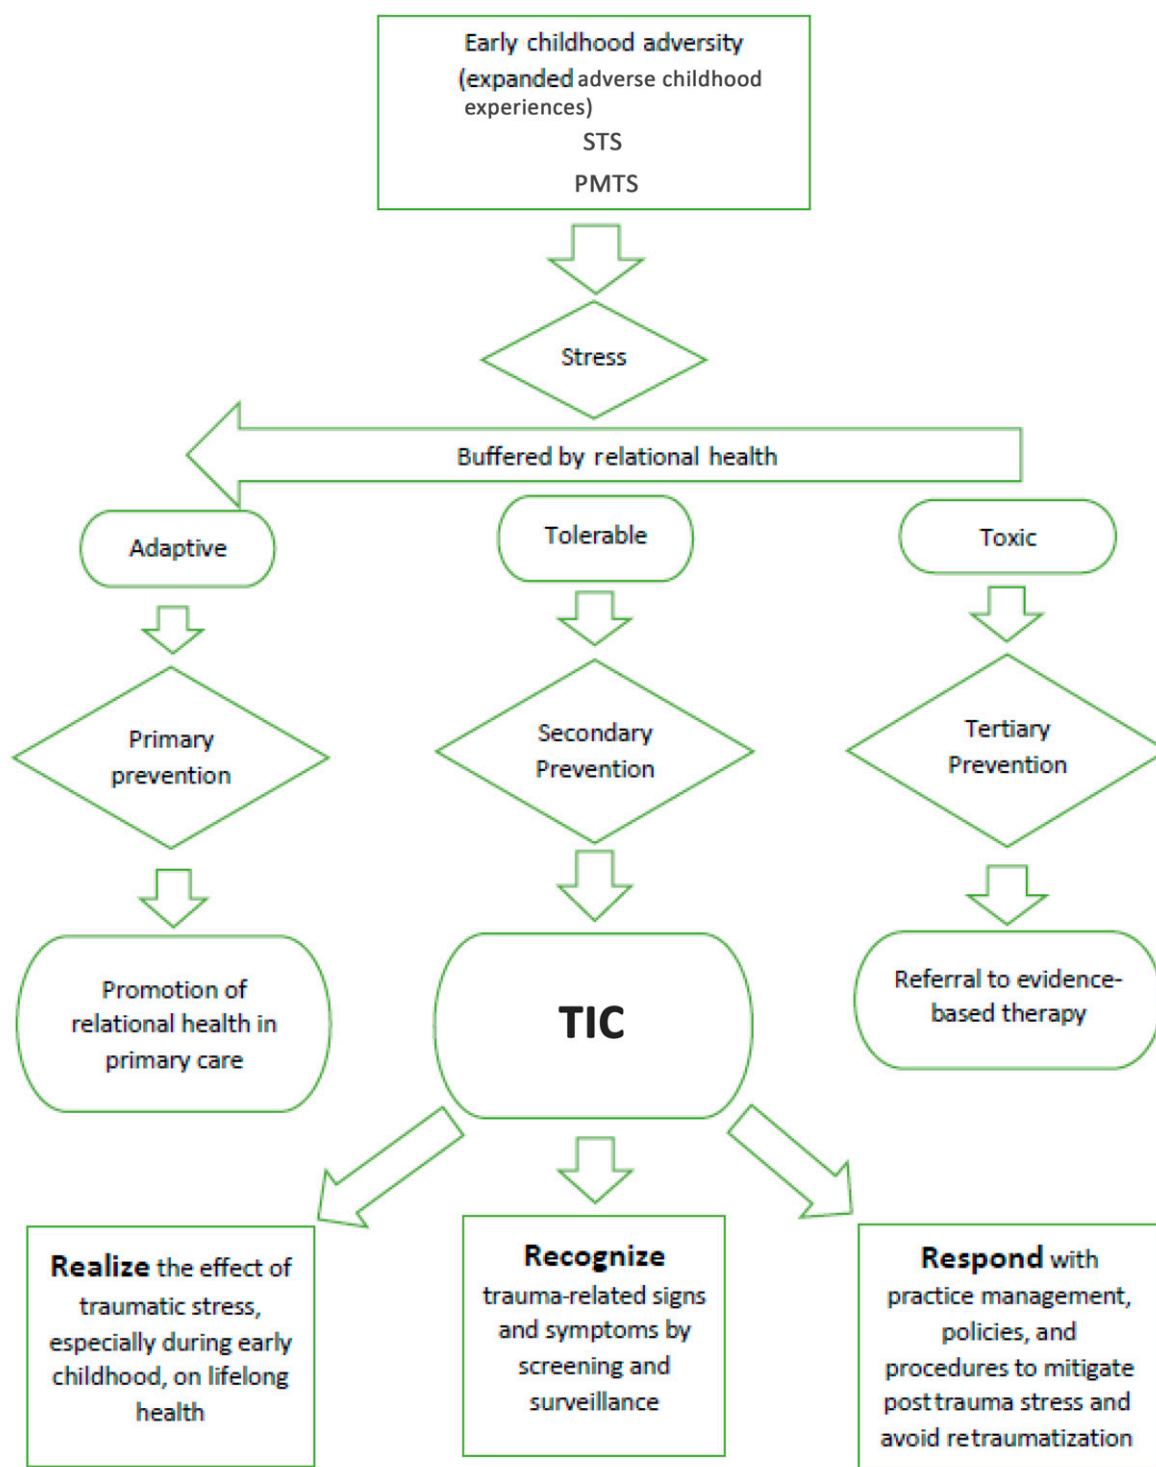 Early childhood adversity
(expanded adverse childhood
experiences)
STS
PMTS
Stress
Buffered by relational health
Adaptive
Tolerable
Toxic
Primary
prevention
Secondary
Prevention
Tertiary
Prevention
Promotion of
relational health in
primary care
TIC
Referral to evidence-
based therapy
Realize the effect of
traumatic stress,
especially during early
childhood, on lifelong
health
Recognize
trauma-related signs
and symptoms by
screening and
surveillance
Respond with
practice management,
policies, and
procedures to mitigate
post trauma stress and
avoid retraumatization